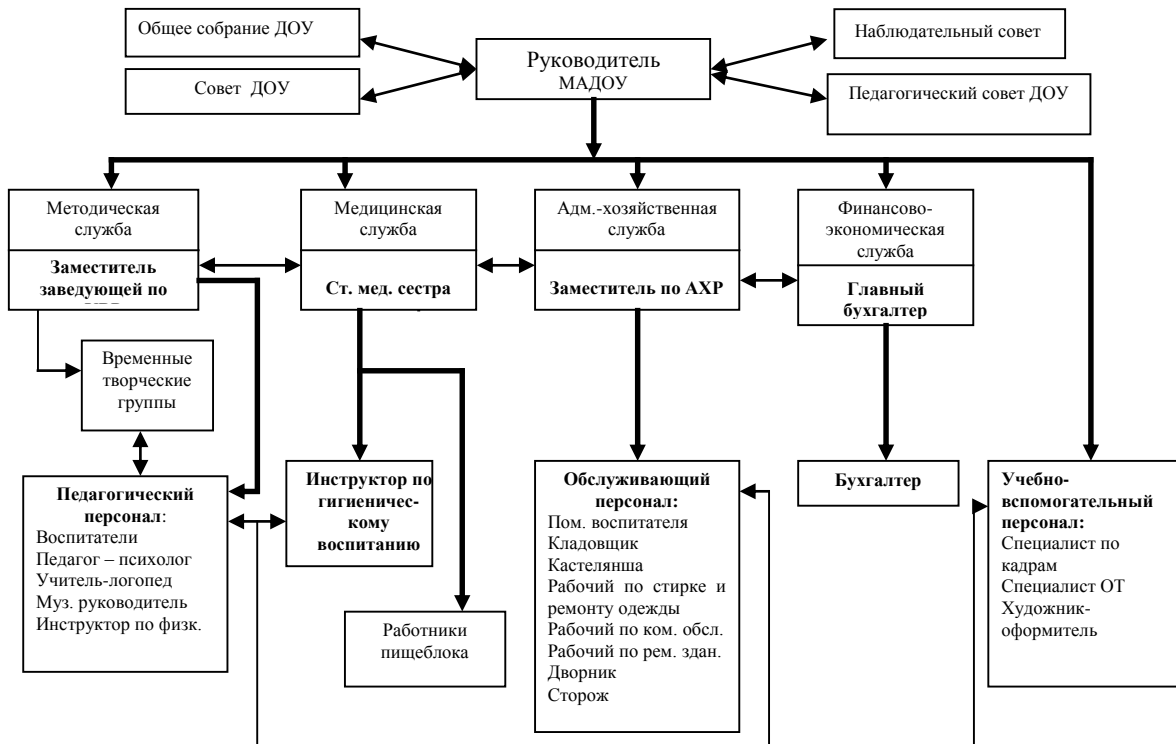 Общее собрание ДОУ
Совет ДОУ
Руководитель
МАДОУ
Наблюдательный совет
Педагогический совет ДОУ
Методическая
служба
Заместитель
заведующей по
Медицинская
служба
Ст. мед. сестра
Адм.-хозяйственная
служба
Заместитель по АХР
Финансово-
экономическая
служба
Главный
бухгалтер
Временные
творческие
группы
Педагогический
персонал:
Воспитатели
Педагог – психолог
Учитель-логопед
Муз. руководитель
Инструктор по физк.
Инструктор по
гигиеничес-
кому
воспитанию
Работники
пищеблока
Обслуживающий
персонал:
Пом. воспитателя
Кладовщик
Кастелянша
Рабочий по стирке и
ремонту одежды
Рабочий по ком. обсл.
Рабочий по рем. здан.
Дворник
Сторож
Бухгалтер
Учебно-
вспомогательный
персонал:
Специалист по
кадрам
Специалист ОТ
Художник-
оформитель